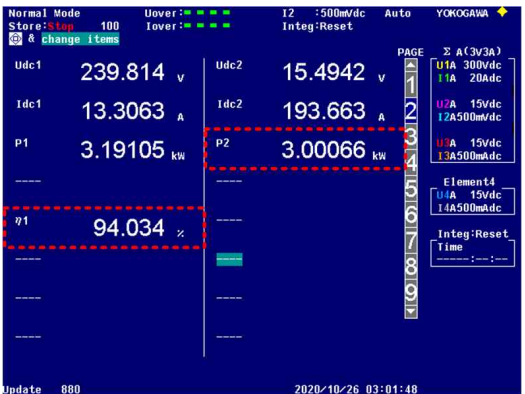 Normal Mode Uover: I2 :500mVdc Auto YOKOGAWA
Store:Stop 100 Iover: Integ:Reset
& change items
PAGE Σ A(3V3A)
Udc1 239.814 V Udc2 15.4942 V 1 U1A 300Vdc
I1A 20Adc
Idc1 13.3063 A Idc2 193.663 A 2 U2A 15Vdc
I2A500mVdc
P1 3.19105 kW P2 3.00066 kW 3 U3A 15Vdc
4 I3A500mAdc
---- ---- 5 Element4
U4A 15Vdc
I4A500mAdc
η1 94.034 % ---- 6
7 Integ:Reset
Time
---- ---- 8 -----:--:--
---- ---- 9
---- ----
Update 880 2020/10/26 03:01:48